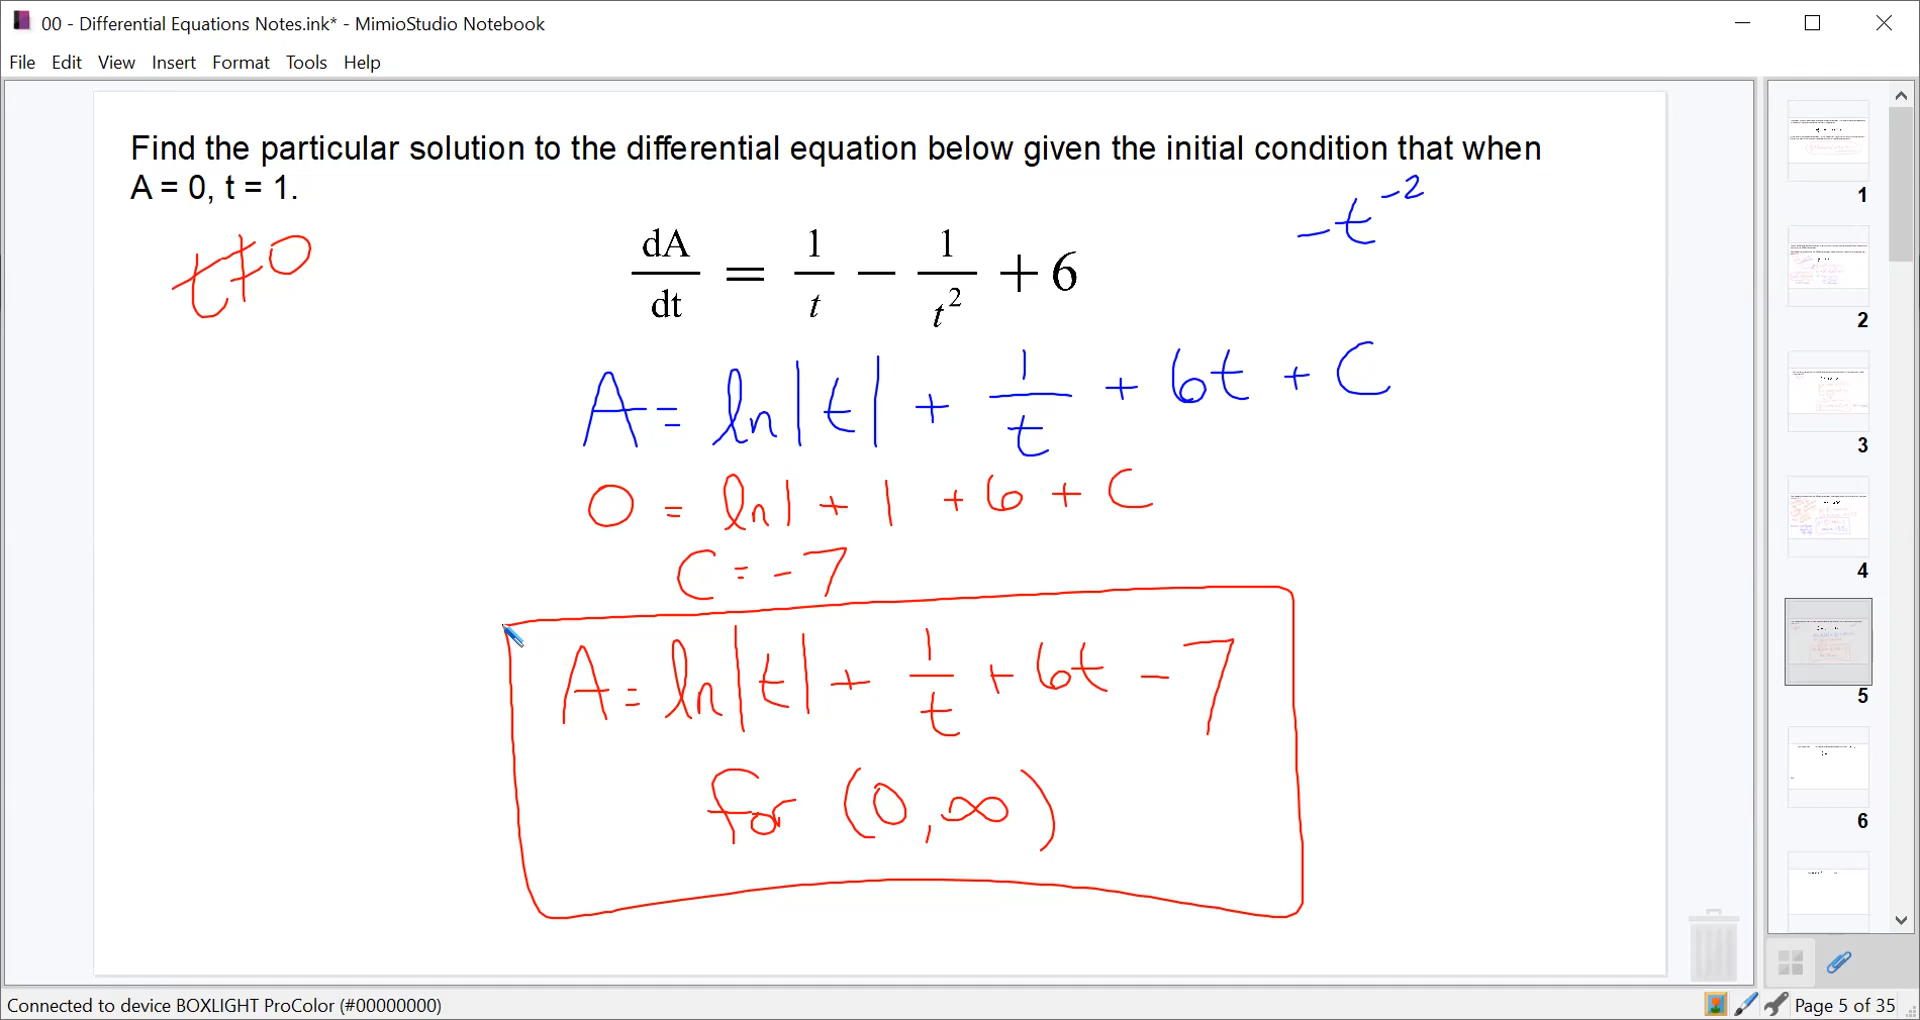 00 - Differential Equations Notes.ink* - MimioStudio Notebook
File Edit View Insert Format Tools Help
Find the particular solution to the differential equation below given the initial condition that when
A = 0, t = 1.
-t^-2
t≠0
dA/dt = 1/t − 1/t² + 6
A = ln|t| + 1/t + 6t + C
0 = ln 1 + 1 + 6 + C
C = -7
A = ln|t| + 1/t + 6t - 7
for (0, ∞)
1
2
3
4
5
6
Connected to device BOXLIGHT ProColor (#00000000)
Page 5 of 35